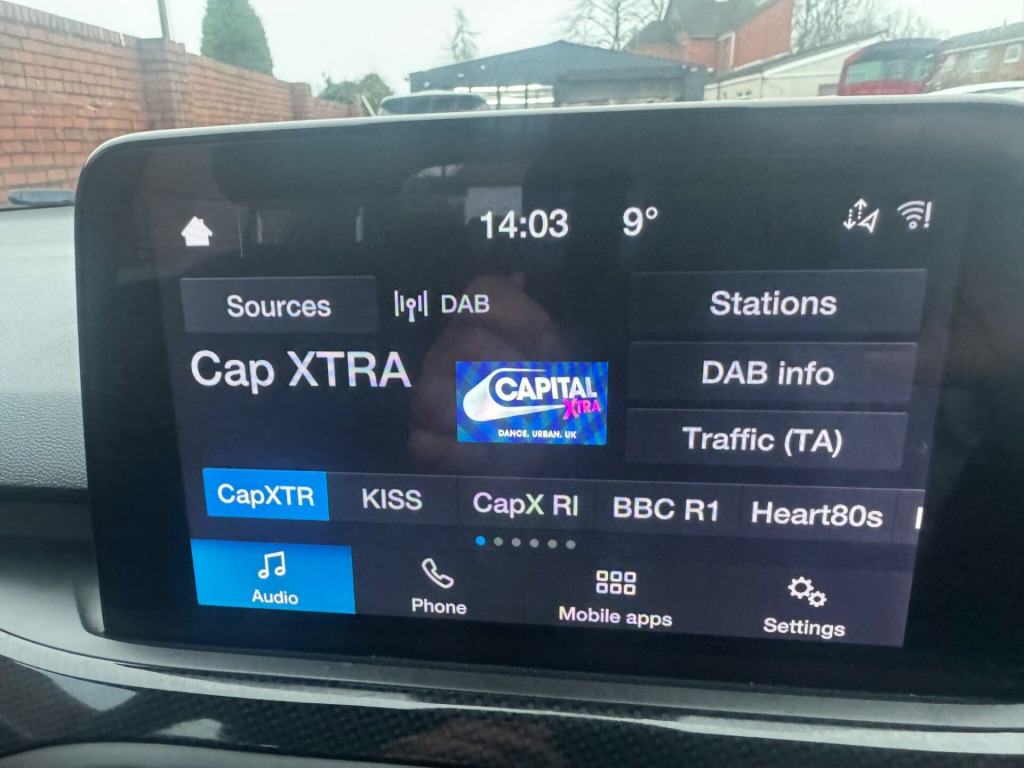 14:03 9°
Sources DAB Stations
Cap XTRA
CAPITAL
XTRA
DANCE. URBAN. UK
DAB info
Traffic (TA)
CapXTR KISS CapX RI BBC R1 Heart80s
Audio Phone Mobile apps Settings